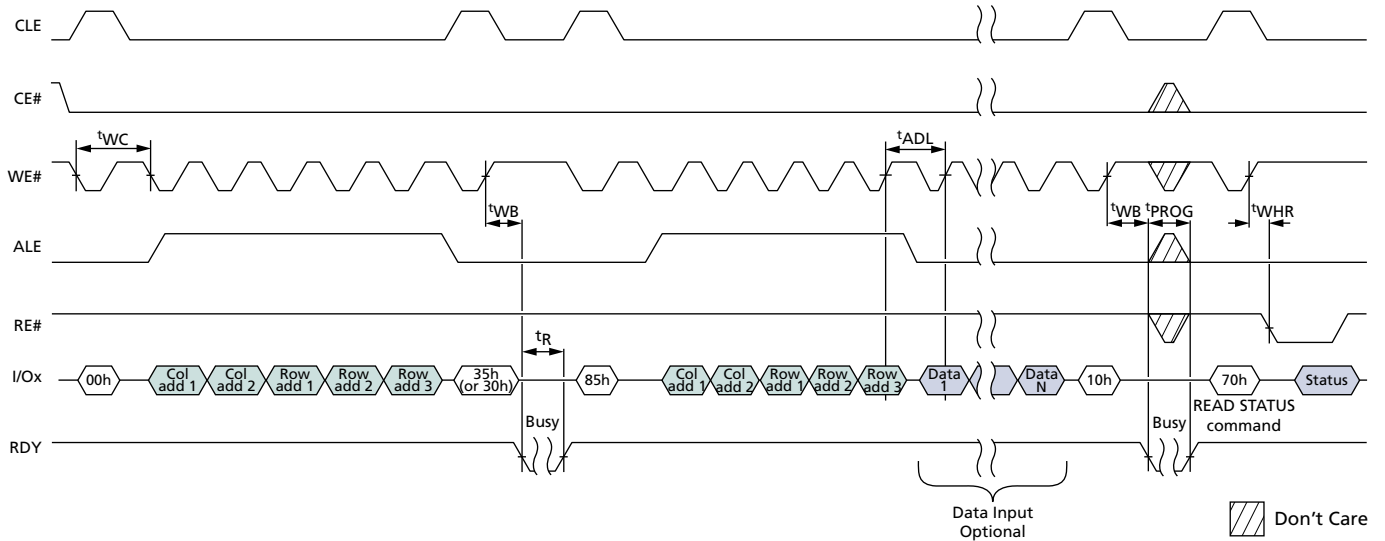 CLE
CE#
tWC
tADL
WE#
tWB
tWB
tPROG
tWHR
ALE
RE#
tR
I/Ox
00h
Col add 1
Col add 2
Row add 1
Row add 2
Row add 3
35h (or 30h)
85h
Col add 1
Col add 2
Row add 1
Row add 2
Row add 3
Data 1
Data N
10h
70h
Status
READ STATUS
command
Busy
Busy
RDY
Data Input
Optional
Don't Care